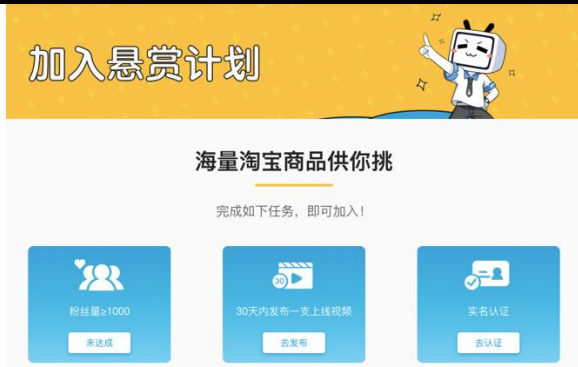 加入悬赏计划
海量淘宝商品供你挑
完成如下任务，即可加入！
粉丝量≥1000
未达成
30
30天内发布一支上线视频
去发布
实名认证
去认证